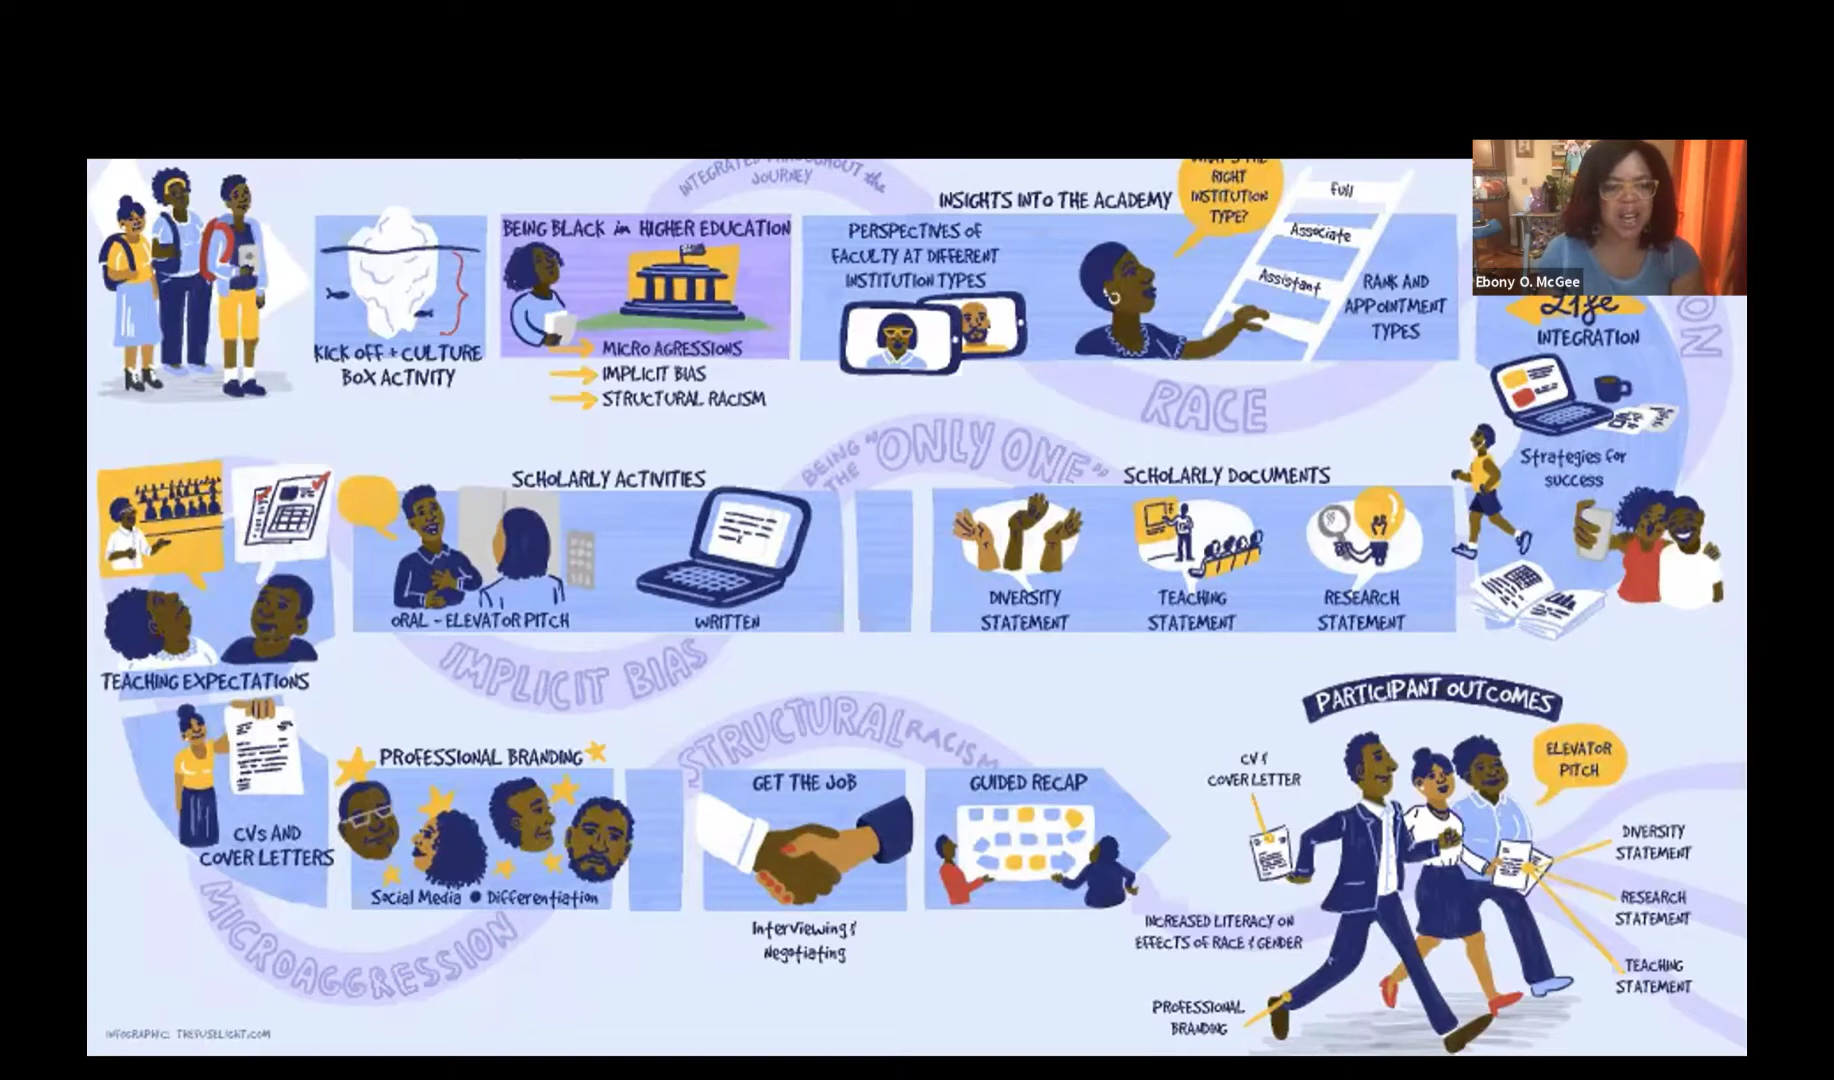 INTEGRATED THROUGHOUT the
JOURNEY
WHAT'S THE
RIGHT
INSTITUTION
TYPE?
INSIGHTS INTO THE ACADEMY
Full
Associate
Assistant
RANK AND
APPOINTMENT
TYPES
Ebony O. McGee
KICK OFF + CULTURE
BOX ACTIVITY
BEING BLACK in HIGHER EDUCATION
MICRO AGRESSIONS
IMPLICIT BIAS
STRUCTURAL RACISM
PERSPECTIVES OF
FACULTY AT DIFFERENT
INSTITUTION TYPES
Life
INTEGRATION
Strategies for
success
RACE
BEING
THE
"ONLY ONE"
TEACHING EXPECTATIONS
SCHOLARLY ACTIVITIES
ORAL - ELEVATOR PITCH
WRITTEN
SCHOLARLY DOCUMENTS
DIVERSITY
STATEMENT
TEACHING
STATEMENT
RESEARCH
STATEMENT
IMPLICIT BIAS
STRUCTURAL RACISM
CVs AND
COVER LETTERS
PROFESSIONAL BRANDING
Social Media • Differentiation
GET THE JOB
Interviewing &
Negotiating
GUIDED RECAP
MICROAGGRESSION
PARTICIPANT OUTCOMES
CV &
COVER LETTER
ELEVATOR
PITCH
DIVERSITY
STATEMENT
RESEARCH
STATEMENT
TEACHING
STATEMENT
INCREASED LITERACY ON
EFFECTS OF RACE & GENDER
PROFESSIONAL
BRANDING
INFOGRAPHIC: THEFUSELIGHT.COM